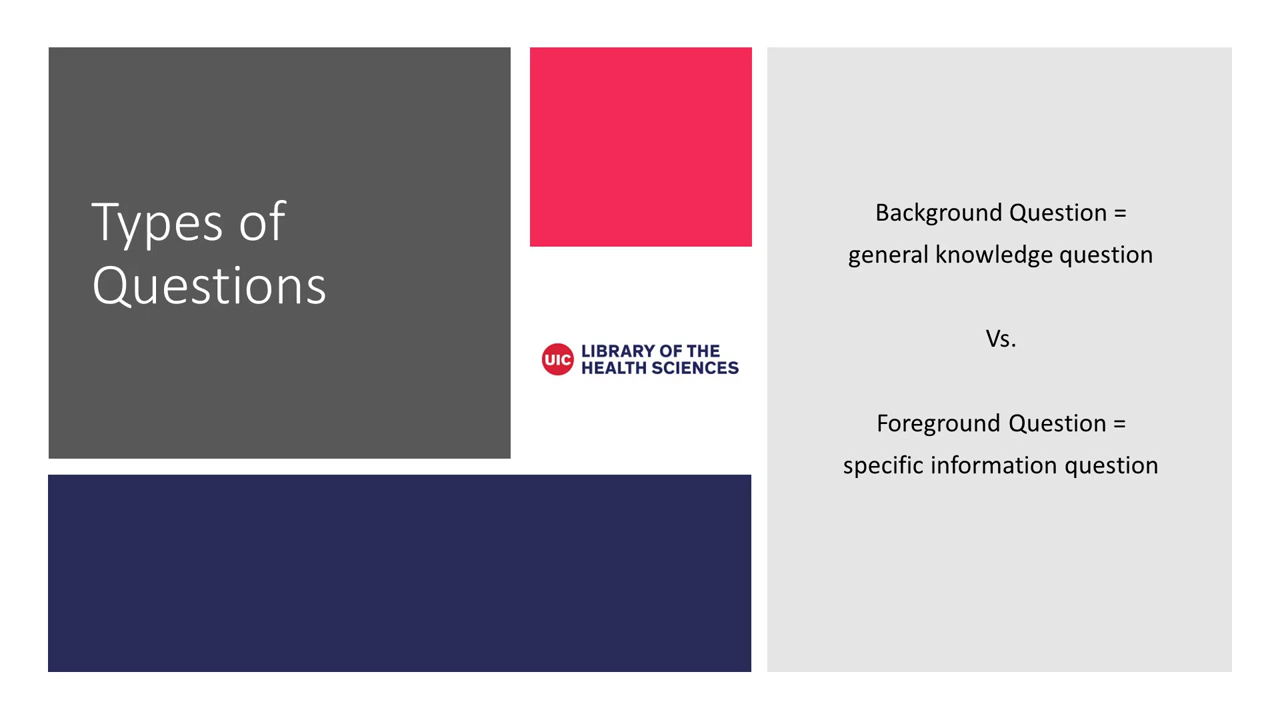 Types of
Questions
UIC
LIBRARY OF THE
HEALTH SCIENCES
Background Question =
general knowledge question
Vs.
Foreground Question =
specific information question